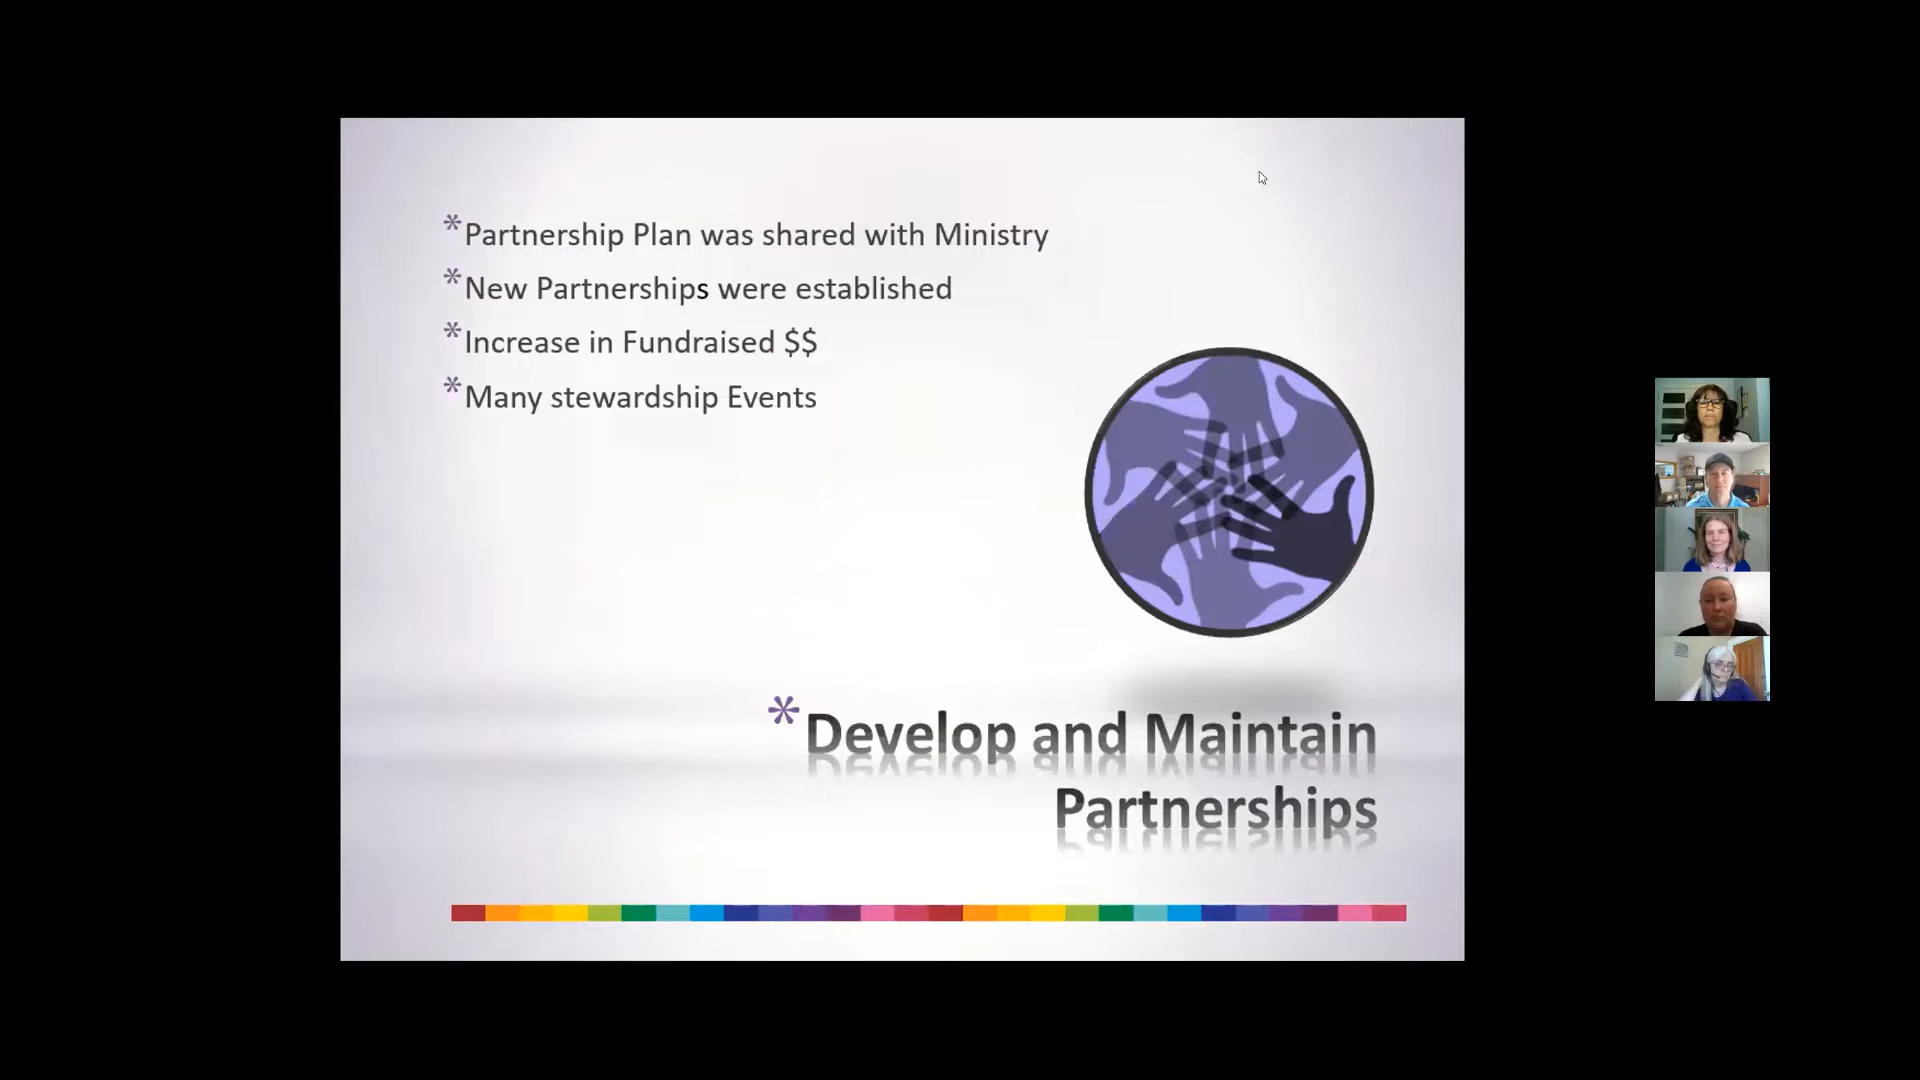 *Partnership Plan was shared with Ministry
*New Partnerships were established
*Increase in Fundraised $$
*Many stewardship Events
*Develop and Maintain
Partnerships